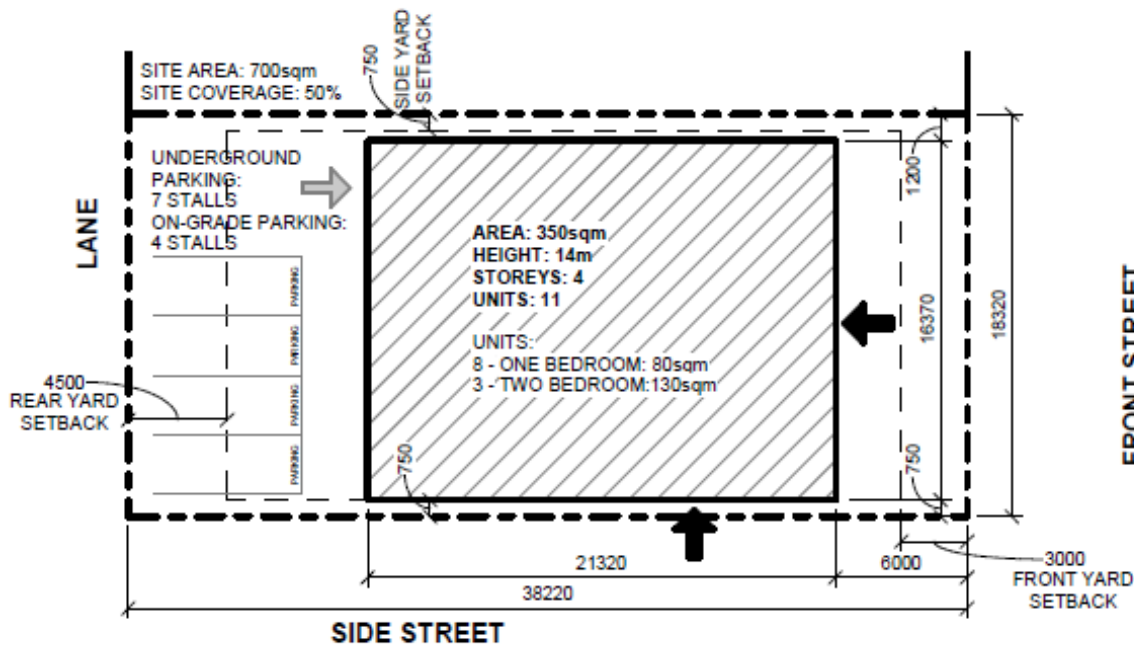 SITE AREA: 700sqm
SITE COVERAGE: 50%
750
SIDE YARD
SETBACK
UNDERGROUND
PARKING:
7 STALLS
ON-GRADE PARKING:
4 STALLS
LANE
PARKING
PARKING
PARKING
PARKING
4500
REAR YARD
SETBACK
AREA: 350sqm
HEIGHT: 14m
STOREYS: 4
UNITS: 11
UNITS:
8 - ONE BEDROOM: 80sqm
3 - TWO BEDROOM:130sqm
750
1200
16370
18320
750
FRONT STREET
21320
6000
38220
3000
FRONT YARD
SETBACK
SIDE STREET